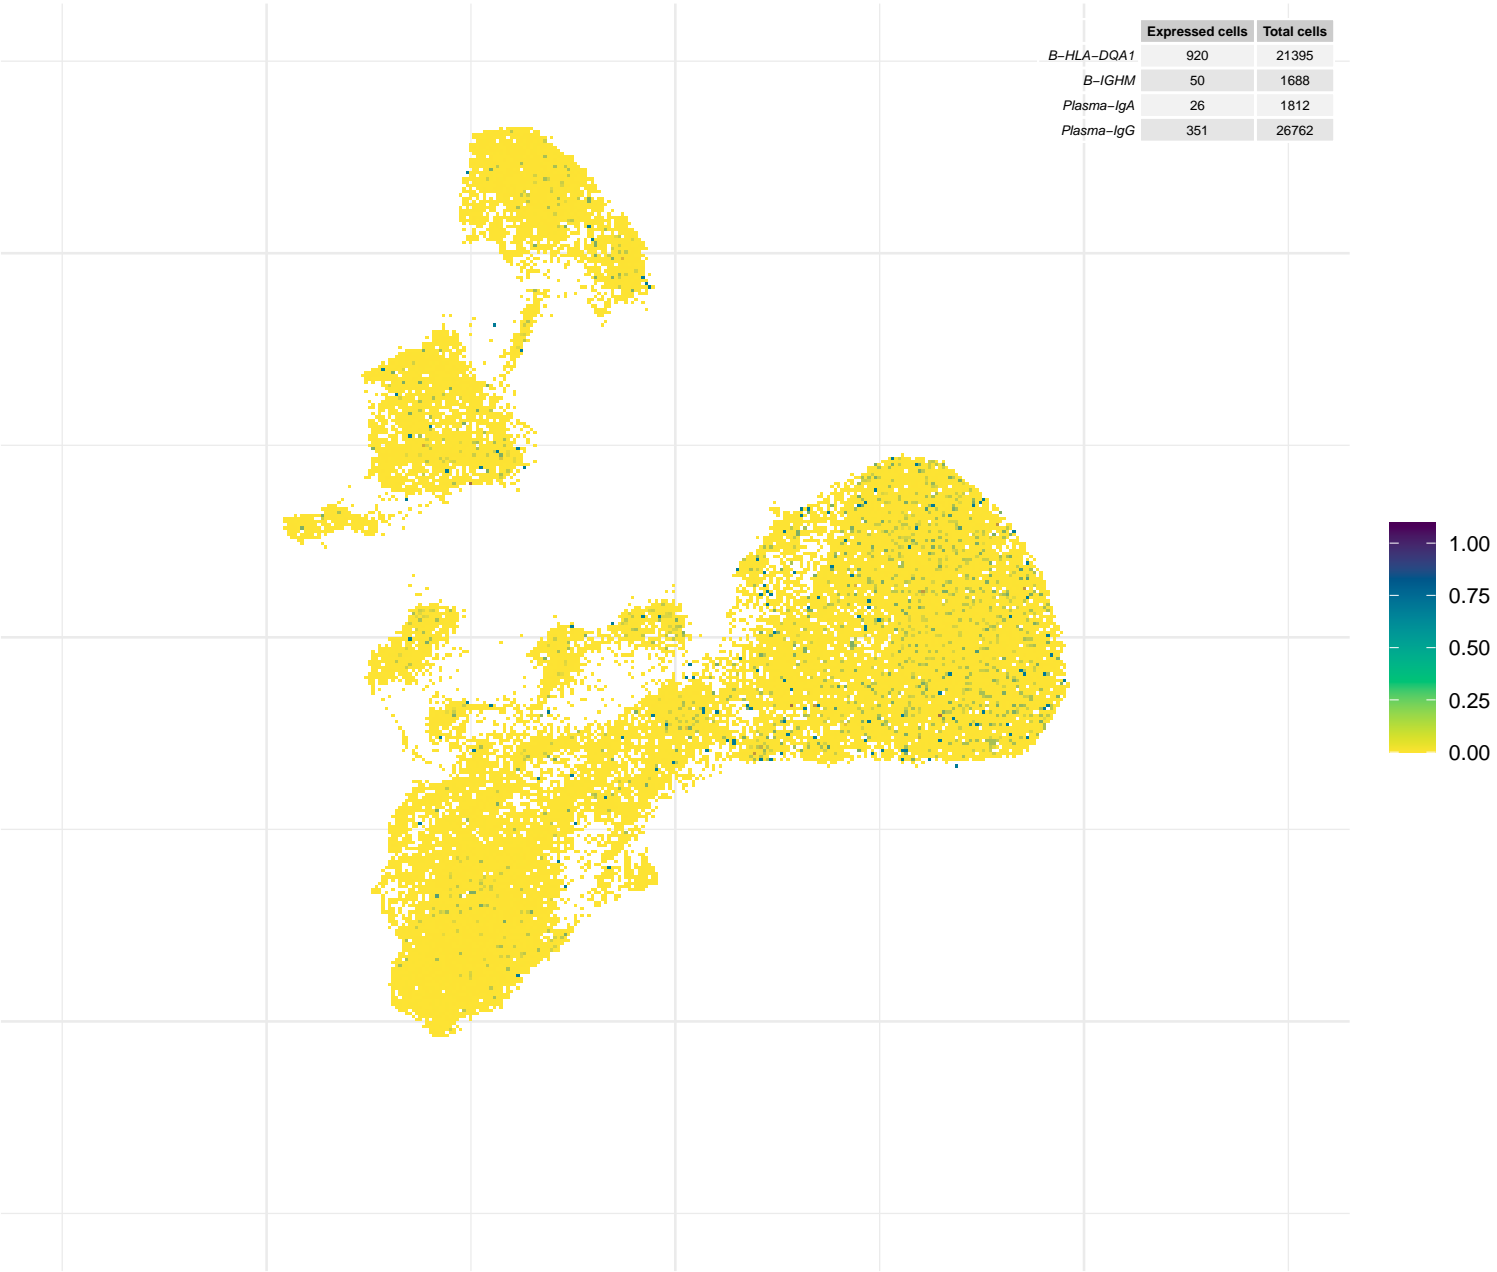 Expressed cells Total cells
B−HLA−DQA1 920 21395
B−IGHM 50 1688
Plasma−IgA 26 1812
Plasma−IgG 351 26762
1.00
0.75
0.50
0.25
0.00